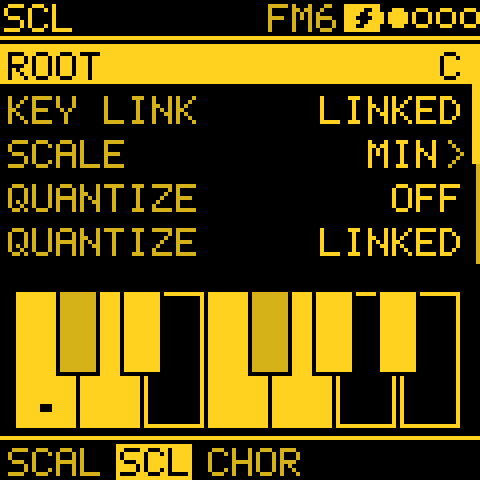 SCL FM6
ROOT C
KEY LINK LINKED
SCALE MIN >
QUANTIZE OFF
QUANTIZE LINKED
SCAL SCL CHOR